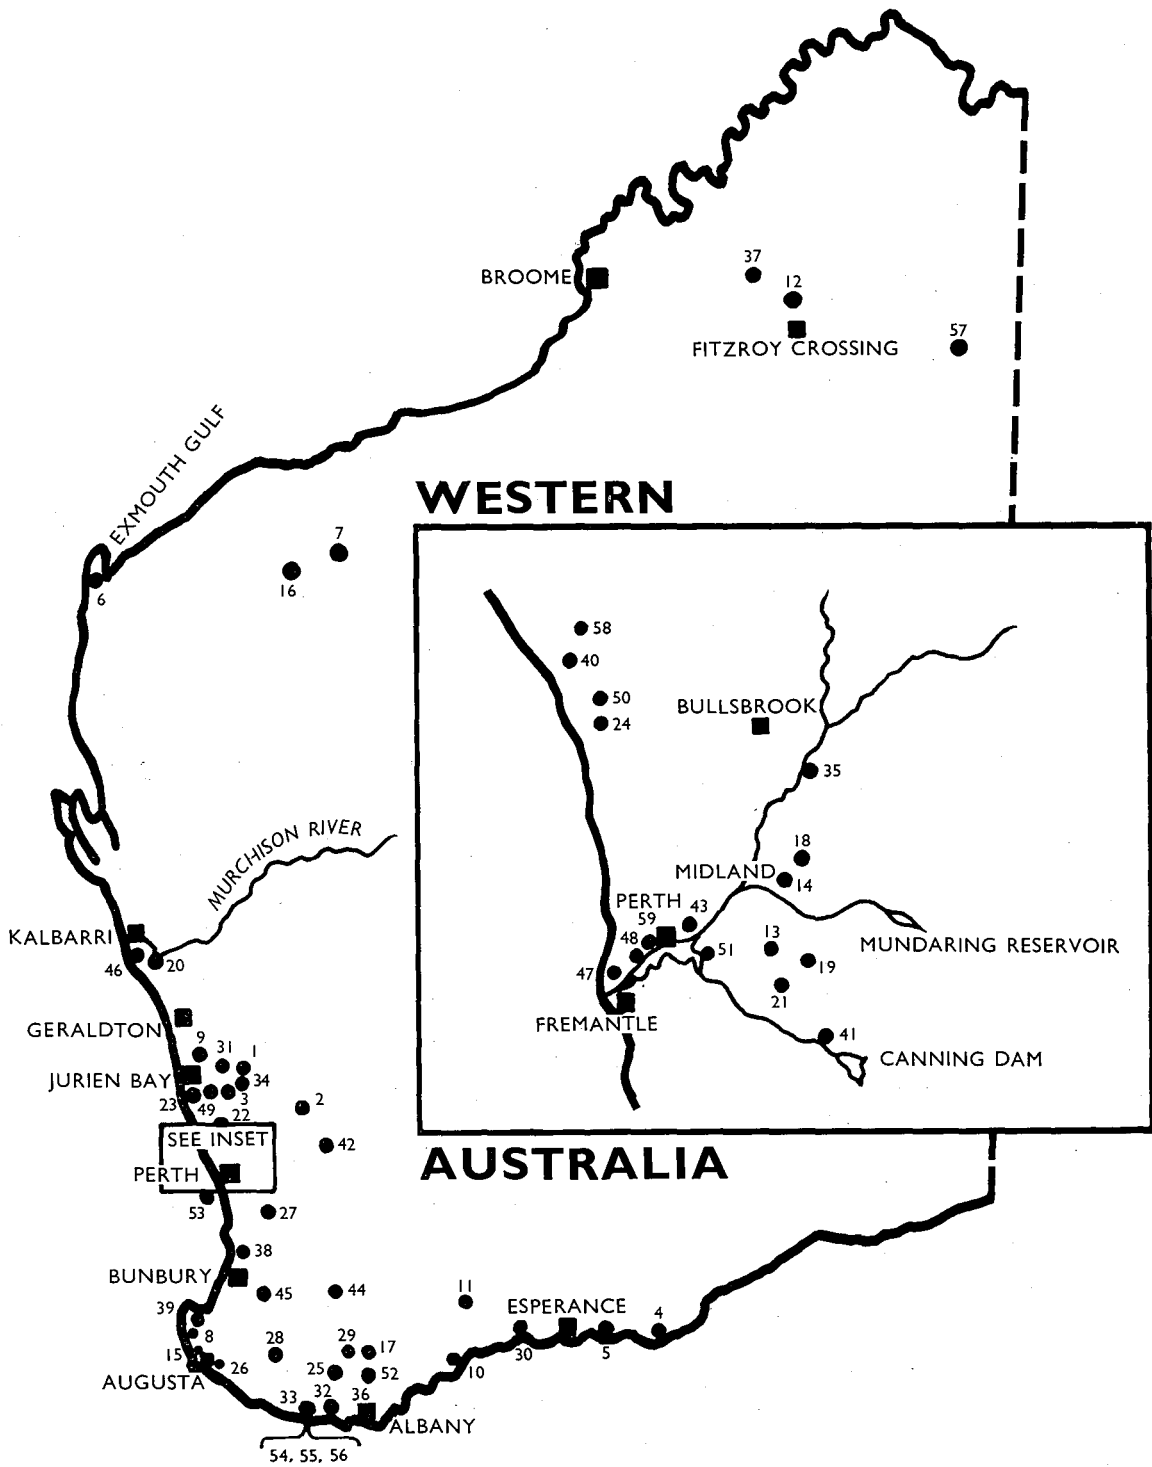 37
BROOME
12
57
FITZROY CROSSING
EXMOUTH GULF
WESTERN
7
16
6
58
40
50
24
BULLSBROOK
35
18
MIDLAND
14
PERTH
43
59
48
47
51
13
19
21
MUNDARING RESERVOIR
FREMANTLE
41
CANNING DAM
MURCHISON RIVER
KALBARRI
46
20
GERALDTON
9
31
1
JURIEN BAY
34
23
49
3
2
22
SEE INSET
42
AUSTRALIA
PERTH
53
27
38
BUNBURY
45
44
11
39
ESPERANCE
4
8
28
29
17
30
5
15
26
25
52
10
AUGUSTA
33
32
36
ALBANY
54, 55, 56